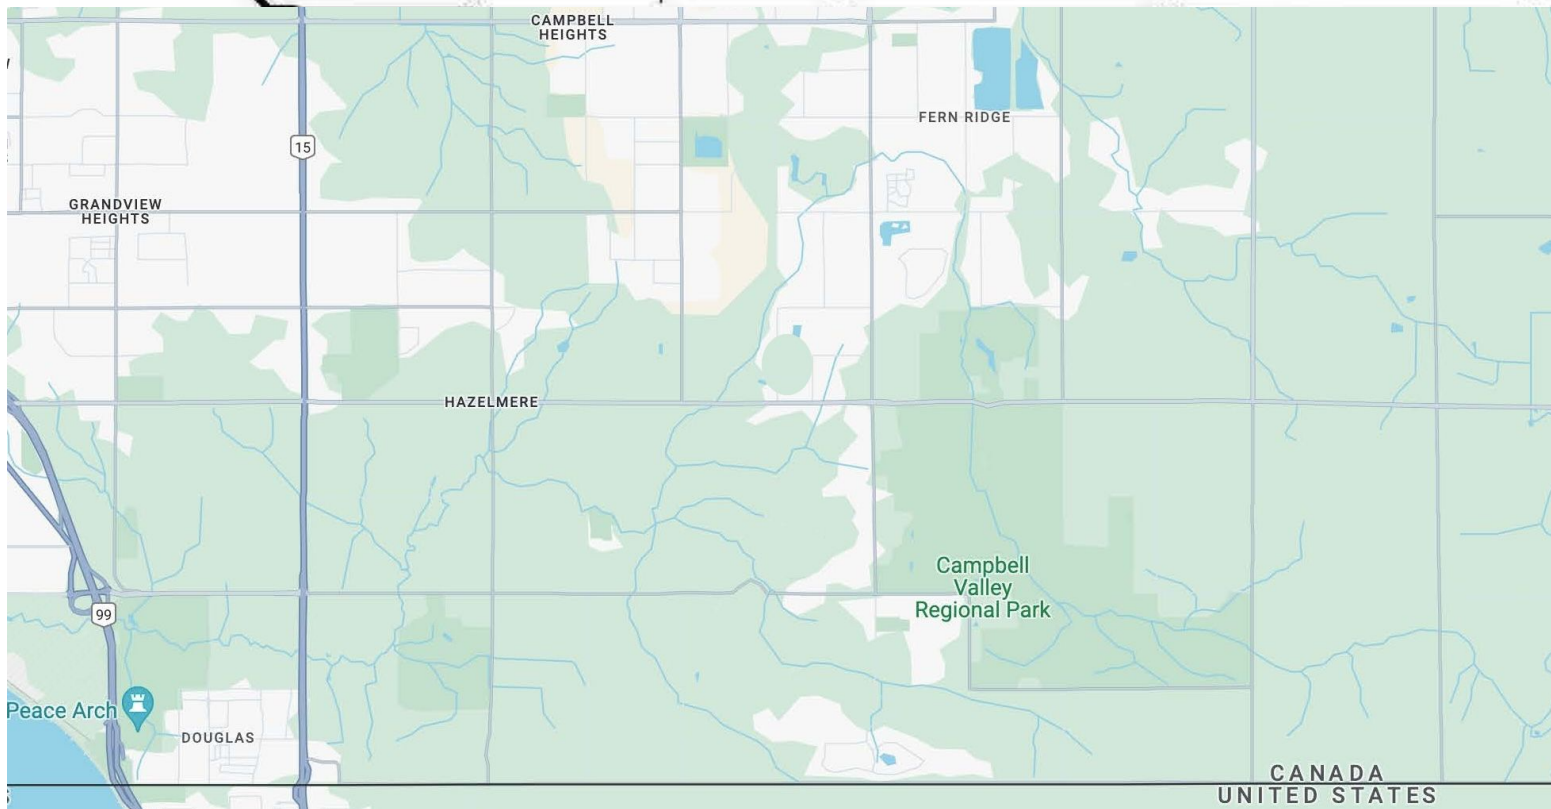 CAMPBELL
HEIGHTS
FERN RIDGE
15
GRANDVIEW
HEIGHTS
HAZELMERE
Campbell
Valley
Regional Park
99
Peace Arch
DOUGLAS
CANADA
UNITED STATES